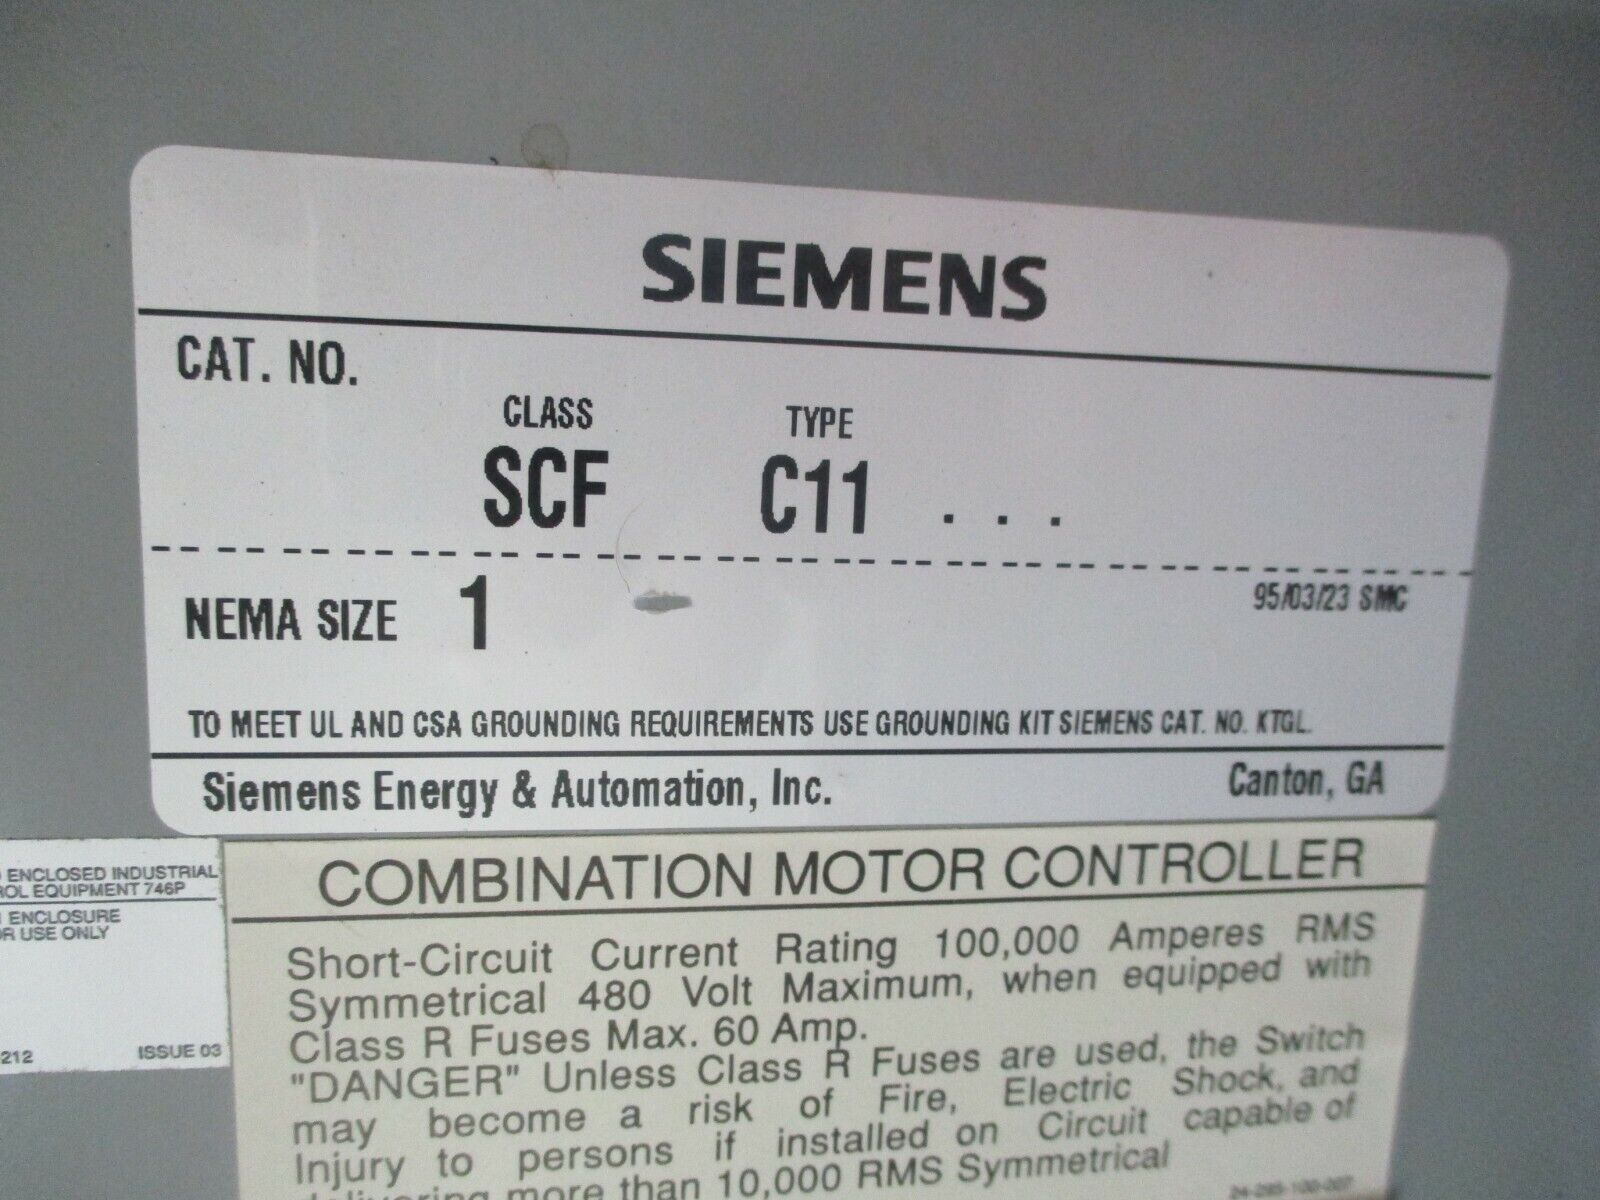 SIEMENS
CAT. NO.
CLASS TYPE
SCF C11 . . .
NEMA SIZE 1 95/03/23 SMC
TO MEET UL AND CSA GROUNDING REQUIREMENTS USE GROUNDING KIT SIEMENS CAT. NO. KTGL.
Siemens Energy & Automation, Inc. Canton, GA
ENCLOSED INDUSTRIAL
EQUIPMENT 746P
ENCLOSURE
USE ONLY
212 ISSUE 03
COMBINATION MOTOR CONTROLLER
Short-Circuit Current Rating 100,000 Amperes RMS
Symmetrical 480 Volt Maximum, when equipped with
Class R Fuses Max. 60 Amp.
"DANGER" Unless Class R Fuses are used, the Switch
may become a risk of Fire, Electric Shock, and
Injury to persons if installed on Circuit capable of
delivering more than 10,000 RMS Symmetrical